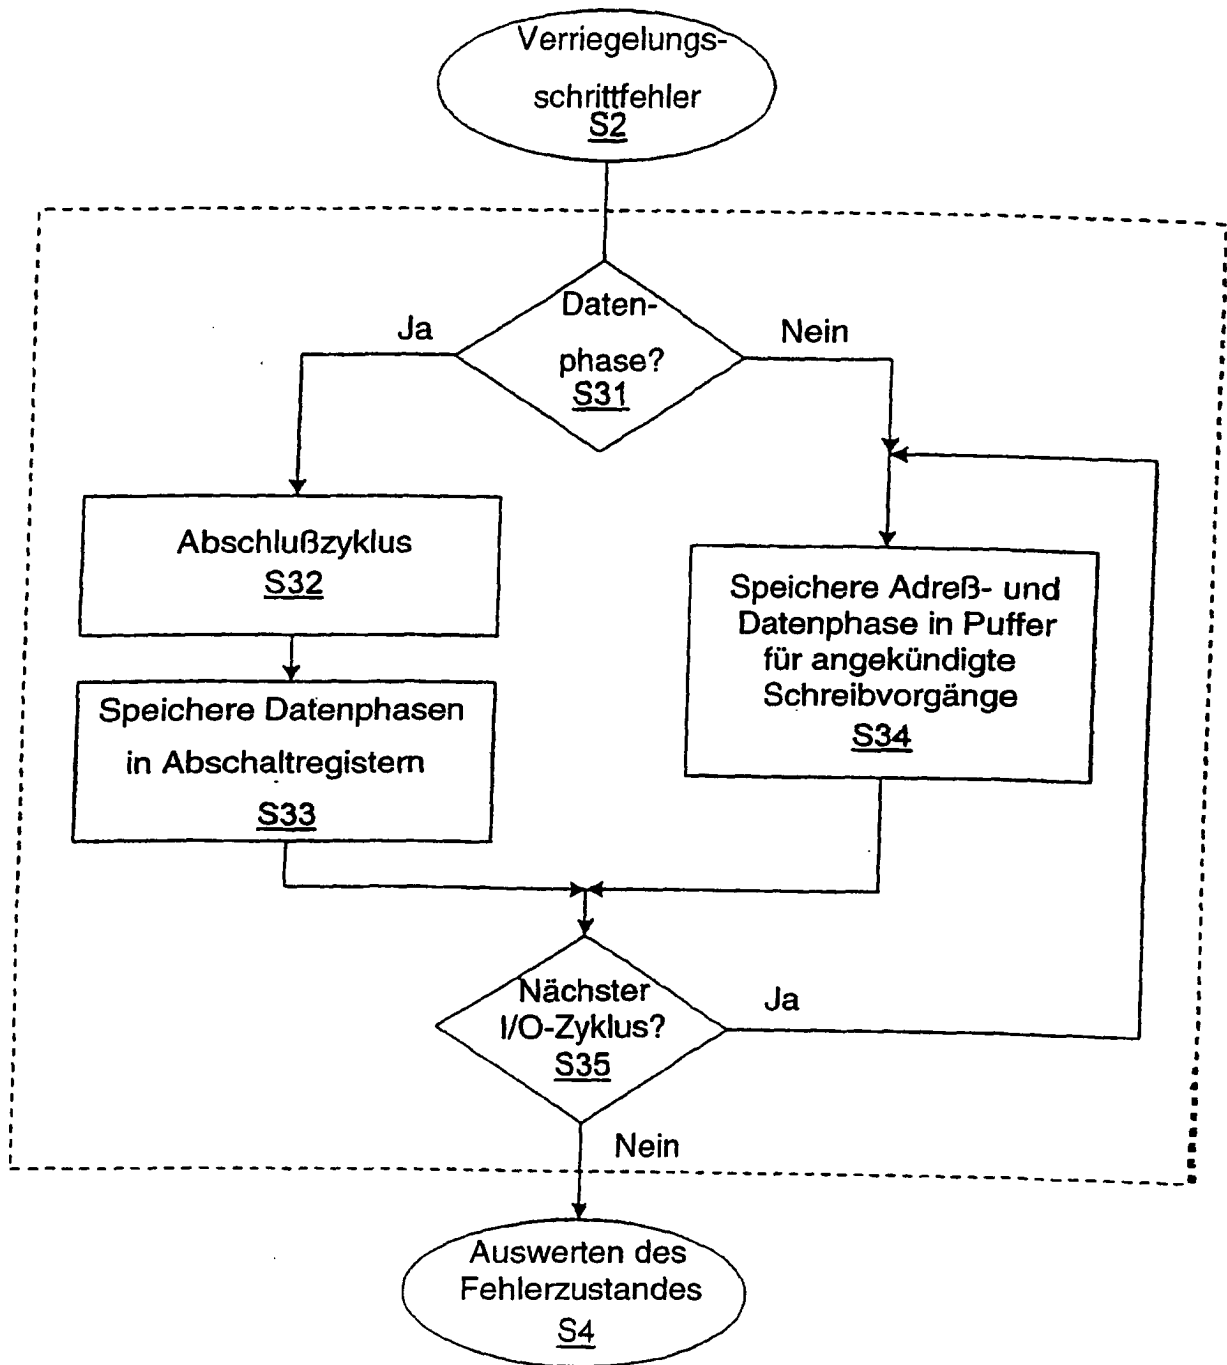 Verriegelungs-
schrittfehler
S2
Daten-
phase?
S31
Ja
Nein
Abschlußzyklus
S32
Speichere Datenphasen
in Abschaltregistern
S33
Speichere Adreß- und
Datenphase in Puffer
für angekündigte
Schreibvorgänge
S34
Nächster
I/O-Zyklus?
S35
Ja
Nein
Auswerten des
Fehlerzustandes
S4